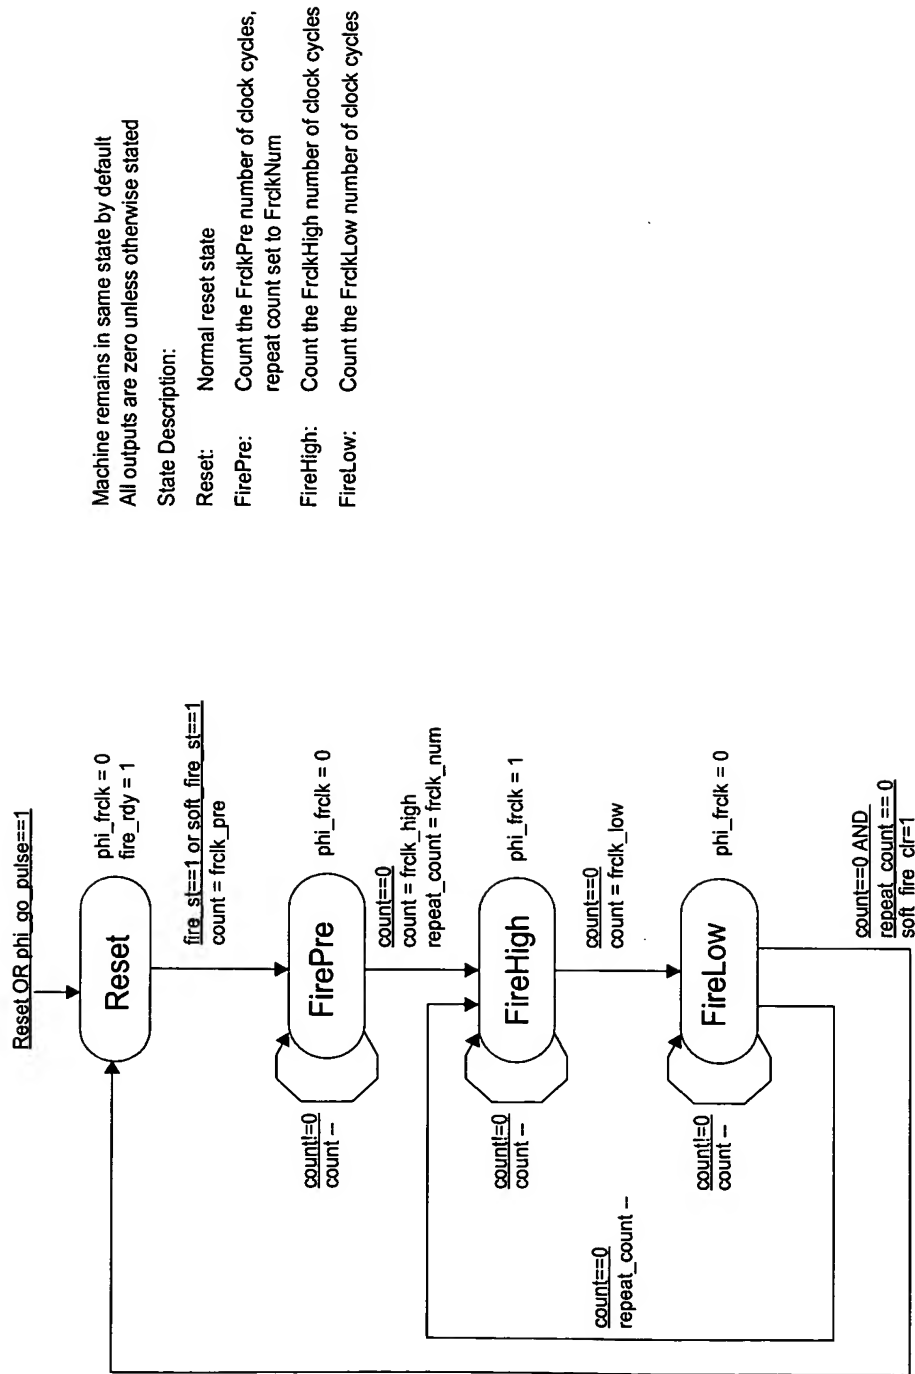 Reset OR phi_go_pulse==1
Reset
phi_frclk = 0
fire_rdy = 1
fire_st==1 or soft_fire_st==1
count = frclk_pre
FirePre
phi_frclk = 0
count!=0
count --
count==0
count = frclk_high
repeat_count = frclk_num
FireHigh
phi_frclk = 1
count!=0
count --
count==0
count = frclk_low
FireLow
phi_frclk = 0
count!=0
count --
count==0
repeat_count --
count==0 AND
repeat_count == 0
soft_fire_clr=1
Machine remains in same state by default
All outputs are zero unless otherwise stated
State Description:
Reset: Normal reset state
FirePre: Count the FrclkPre number of clock cycles,
repeat count set to FrclkNum
FireHigh: Count the FrclkHigh number of clock cycles
FireLow: Count the FrclkLow number of clock cycles